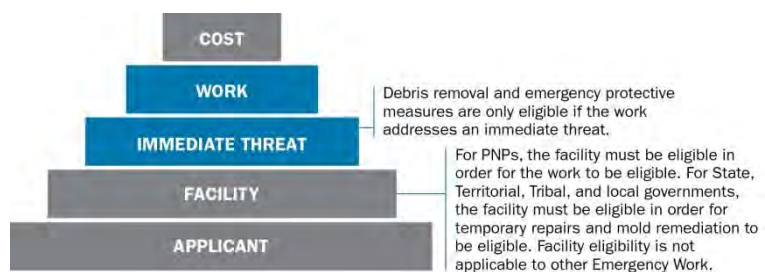 COST
WORK
IMMEDIATE THREAT
FACILITY
APPLICANT
Debris removal and emergency protective
measures are only eligible if the work
addresses an immediate threat.
For PNPs, the facility must be eligible in
order for the work to be eligible. For State,
Territorial, Tribal, and local governments,
the facility must be eligible in order for
temporary repairs and mold remediation to
be eligible. Facility eligibility is not
applicable to other Emergency Work.